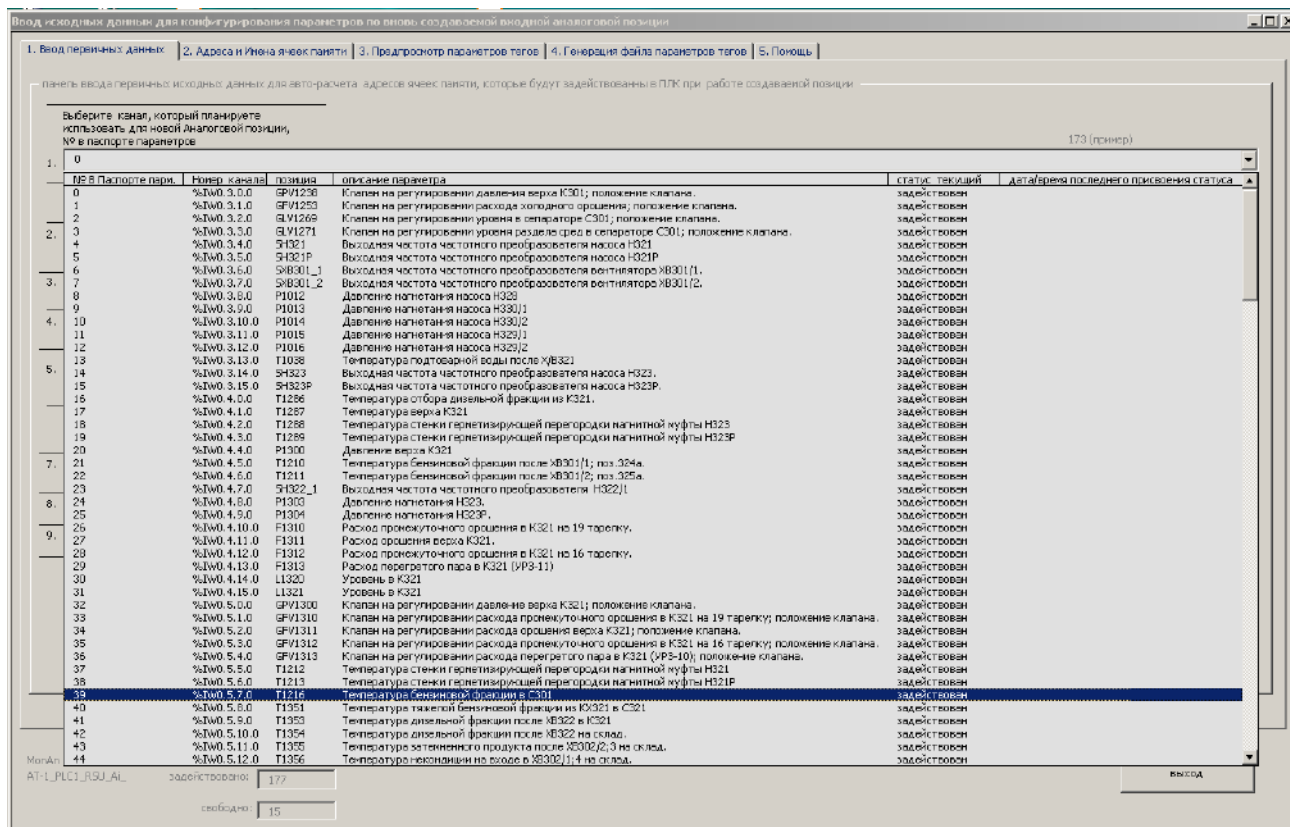 Ввод исходных данных для конфигурирования параметров по вновь создаваемой входной аналоговой позиции
1. Ввод первичных данных 2. Адреса и Имена ячеек памяти 3. Предпросмотр параметров тегов 4. Генерация файла параметров тегов 5. Помощь
панель ввода первичных исходных данных для авто-расчета адресов ячеек памяти, которые будут задействованны в ПЛК при работе создаваемой позиции
Выберите канал, который планируете
использовать для новой Аналоговой позиции,
№ в паспорте параметров
173 (пример)
1. 0
№ В Паспорте парам. Номер канала позиция описание параметра статус текущий дата/время последнего присвоения статуса
0 %IW0.3.0.0 GPV1238 Клапан на регулировании давления верха К301; положение клапана. задействован
1 %IW0.3.1.0 GFV1253 Клапан на регулировании расхода холодного орошения; положение клапана. задействован
2 %IW0.3.2.0 GLV1269 Клапан на регулировании уровня в сепараторе С301; положение клапана. задействован
3 %IW0.3.3.0 GLV1271 Клапан на регулировании уровня раздела сред в сепараторе С301; положение клапана. задействован
4 %IW0.3.4.0 SH321 Выходная частота частотного преобразователя насоса Н321 задействован
5 %IW0.3.5.0 SH321P Выходная частота частотного преобразователя насоса Н321Р задействован
6 %IW0.3.6.0 SXB301_1 Выходная частота частотного преобразователя вентилятора ХВ301/1. задействован
7 %IW0.3.7.0 SXB301_2 Выходная частота частотного преобразователя вентилятора ХВ301/2. задействован
8 %IW0.3.8.0 P1012 Давление нагнетания насоса Н328 задействован
9 %IW0.3.9.0 P1013 Давление нагнетания насоса Н330/1 задействован
10 %IW0.3.10.0 P1014 Давление нагнетания насоса Н330/2 задействован
11 %IW0.3.11.0 P1015 Давление нагнетания насоса Н329/1 задействован
12 %IW0.3.12.0 P1016 Давление нагнетания насоса Н329/2 задействован
13 %IW0.3.13.0 T1038 Температура подтоварной воды после Х/В321 задействован
14 %IW0.3.14.0 SH323 Выходная частота частотного преобразователя насоса Н323. задействован
15 %IW0.3.15.0 SH323P Выходная частота частотного преобразователя насоса Н323Р. задействован
16 %IW0.4.0.0 T1286 Температура отбора дизельной фракции из К321. задействован
17 %IW0.4.1.0 T1287 Температура верха К321 задействован
18 %IW0.4.2.0 T1288 Температура стенки герметизирующей перегородки магнитной муфты Н323 задействован
19 %IW0.4.3.0 T1289 Температура стенки герметизирующей перегородки магнитной муфты Н323Р задействован
20 %IW0.4.4.0 P1300 Давление верха К321 задействован
21 %IW0.4.5.0 T1210 Температура бензиновой фракции после ХВ301/1; поз.324а. задействован
22 %IW0.4.6.0 T1211 Температура бензиновой фракции после ХВ301/2; поз.325а. задействован
23 %IW0.4.7.0 SH322_1 Выходная частота частотного преобразователя Н322/1 задействован
24 %IW0.4.8.0 P1303 Давление нагнетания Н323. задействован
25 %IW0.4.9.0 P1304 Давление нагнетания Н323Р. задействован
26 %IW0.4.10.0 F1310 Расход промежуточного орошения в К321 на 19 тарелку. задействован
27 %IW0.4.11.0 F1311 Расход орошения верха К321. задействован
28 %IW0.4.12.0 F1312 Расход промежуточного орошения в К321 на 16 тарелку. задействован
29 %IW0.4.13.0 F1313 Расход перегретого пара в К321 (УРЗ-11) задействован
30 %IW0.4.14.0 L1320 Уровень в К321 задействован
31 %IW0.4.15.0 L1321 Уровень в К321 задействован
32 %IW0.5.0.0 GPV1300 Клапан на регулировании давление верха К321; положение клапана. задействован
33 %IW0.5.1.0 GFV1310 Клапан на регулировании расхода промежуточного орошения в К321 на 19 тарелку; положение клапана. задействован
34 %IW0.5.2.0 GFV1311 Клапан на регулировании расхода орошения верха К321; положение клапана. задействован
35 %IW0.5.3.0 GFV1312 Клапан на регулировании расхода промежуточного орошения в К321 на 16 тарелку; положение клапана. задействован
36 %IW0.5.4.0 GFV1313 Клапан на регулировании расхода перегретого пара в К321 (УРЗ-10); положение клапана. задействован
37 %IW0.5.5.0 T1212 Температура стенки герметизирующей перегородки магнитной муфты Н321 задействован
38 %IW0.5.6.0 T1213 Температура стенки герметизирующей перегородки магнитной муфты Н321Р задействован
39 %IW0.5.7.0 T1216 Температура бензиновой фракции в С301 задействован
40 %IW0.5.8.0 T1351 Температура тяжелой бензиновой фракции из КХ321 в С321 задействован
41 %IW0.5.9.0 T1353 Температура дизельной фракции после ХВ322 в К321 задействован
42 %IW0.5.10.0 T1354 Температура дизельной фракции после ХВ322 на склад. задействован
43 %IW0.5.11.0 T1355 Температура затемненного продукта после ХВ302/2;3 на склад. задействован
44 %IW0.5.12.0 T1356 Температура некондиции на входе в ХВ302/1;4 на склад. задействован
2.
3.
4.
5.
7.
8.
9.
MonAn
AT-1_PLC1_RSU_Ai_ задействовано: 177
выход
свободно: 15